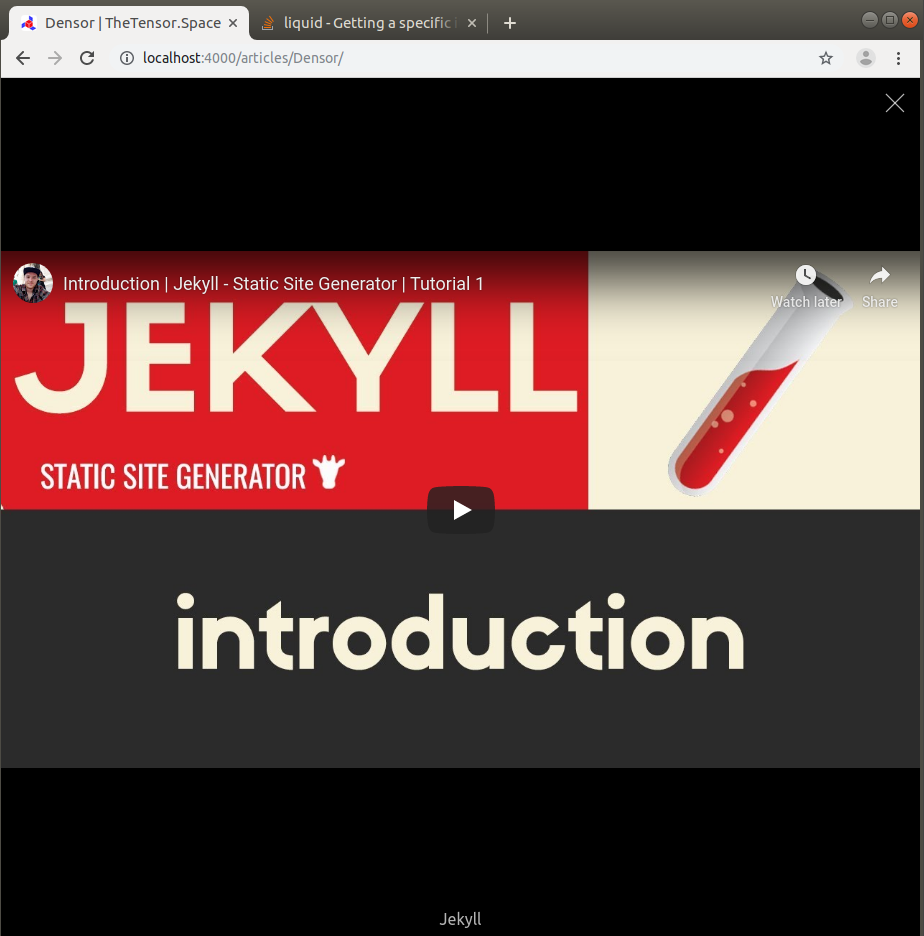 Densor | TheTensor.Space
liquid - Getting a specific
localhost:4000/articles/Densor/
Introduction | Jekyll - Static Site Generator | Tutorial 1
Watch later
Share
JEKYLL
STATIC SITE GENERATOR
introduction
Jekyll